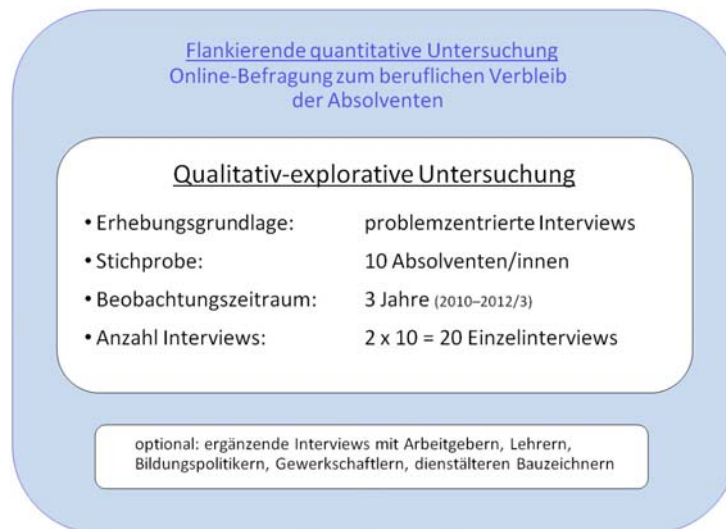 Flankierende quantitative Untersuchung
Online-Befragung zum beruflichen Verbleib
der Absolventen
Qualitativ-explorative Untersuchung
• Erhebungsgrundlage: problemzentrierte Interviews
• Stichprobe: 10 Absolventen/innen
• Beobachtungszeitraum: 3 Jahre (2010–2012/3)
• Anzahl Interviews: 2 x 10 = 20 Einzelinterviews
optional: ergänzende Interviews mit Arbeitgebern, Lehrern,
Bildungspolitikern, Gewerkschaftlern, dienstälteren Bauzeichnern